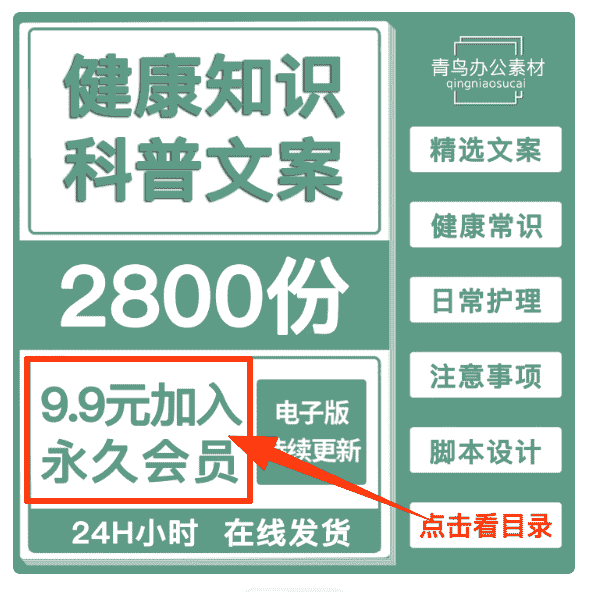 健康知识
科普文案
2800份
9.9元加入
永久会员
电子版
续更新
24H小时 在线发货
青鸟办公素材
qingniaosucai
精选文案
健康常识
日常护理
注意事项
脚本设计
点击看目录